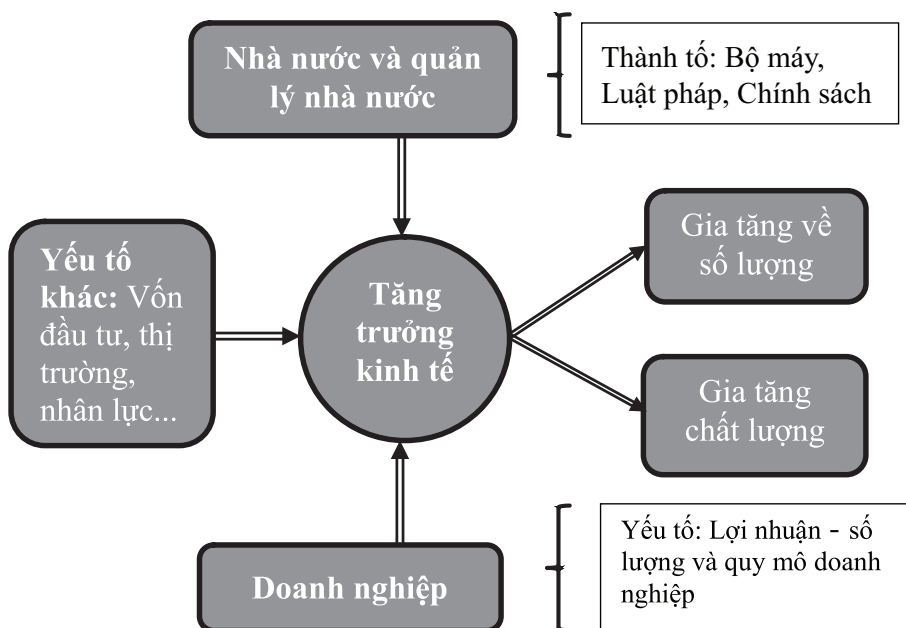 Nhà nước và quản
lý nhà nước
Thành tố: Bộ máy,
Luật pháp, Chính sách
Yếu tố
khác: Vốn
đầu tư, thị
trường,
nhân lực...
Tăng
trưởng
kinh tế
Gia tăng về
số lượng
Gia tăng
chất lượng
Doanh nghiệp
Yếu tố: Lợi nhuận - số
lượng và quy mô doanh
nghiệp